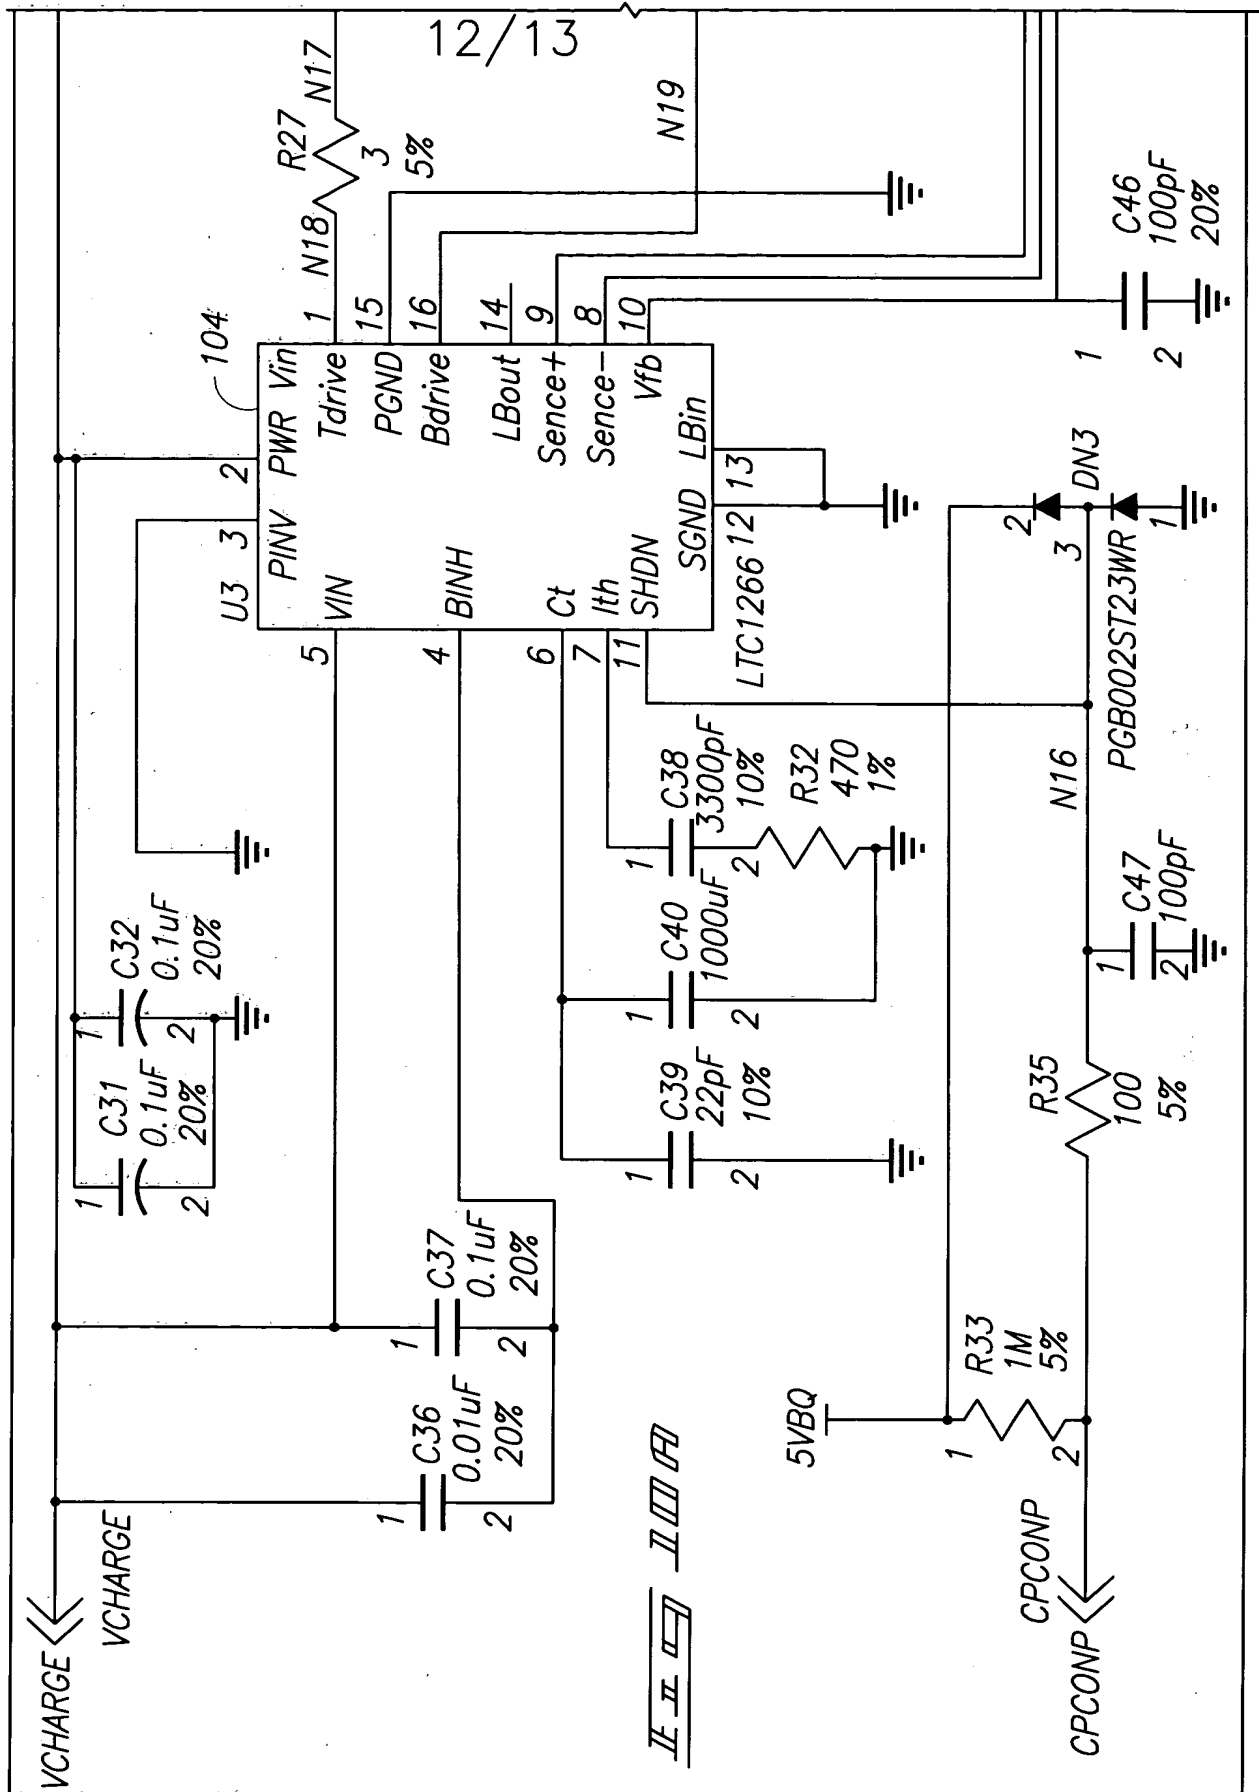 12/13
VCHARGE
VCHARGE
C36
0.01uF
20%
1
2
C37
0.1uF
20%
1
2
C31
0.1uF
20%
1
2
C32
0.1uF
20%
1
2
U3
104
3
2
PINV
PWR Vin
5
VIN
4
BINH
6
Ct
7
Ith
11
SHDN
Tdrive
1
PGND
15
Bdrive
16
LBout
14
Sence+
9
Sence-
8
Vfb
10
SGND
LBin
12
13
LTC1266
N18
R27
3
5%
N17
N19
C39
22pF
10%
1
2
C40
1000uF
1
2
C38
3300pF
10%
1
2
R32
470
1%
C46
100pF
20%
1
2
5VBQ
R33
1M
5%
1
2
R35
100
5%
C47
100pF
1
2
N16
DN3
2
3
1
PGB002ST23WR
CPCONP
CPCONP
Fig 10A